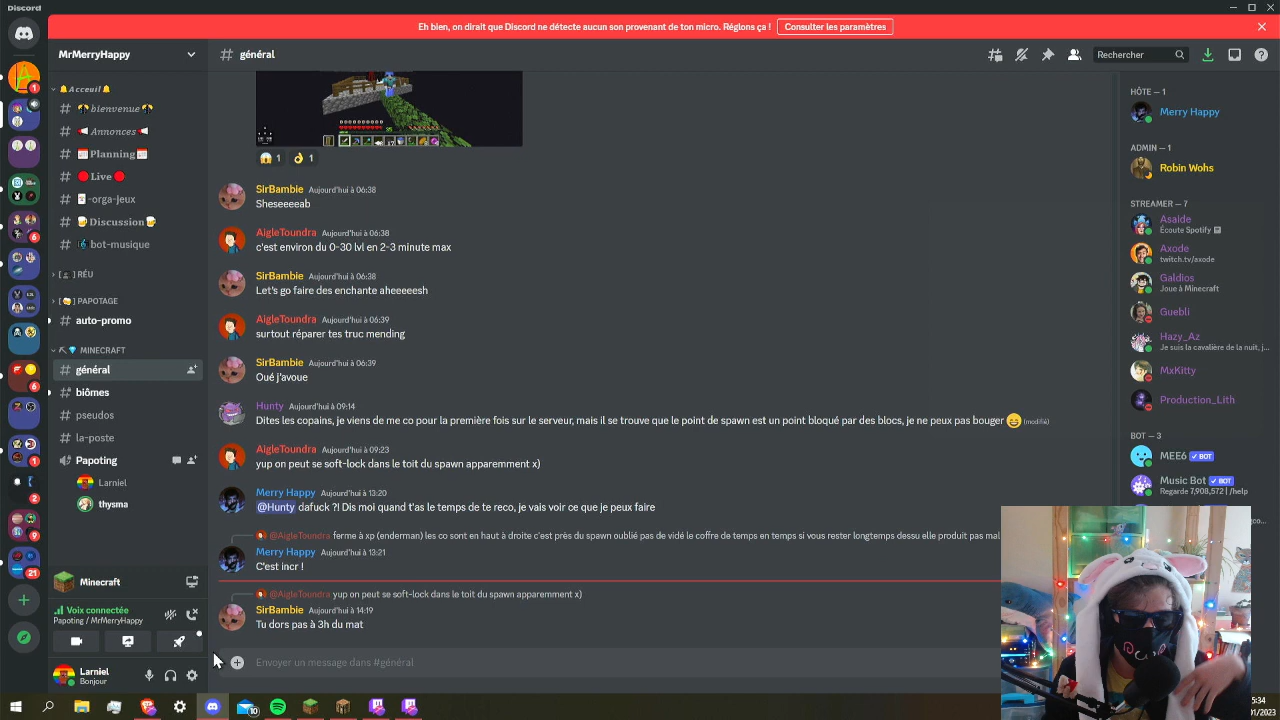 Discord
Eh bien, on dirait que Discord ne détecte aucun son provenant de ton micro. Réglons ça !
Consulter les paramètres
MrMerryHappy
# général
Rechercher
1
6
6
1
2
9
21
🔔 Acceuil 🔔
bienvenue
Annonces
Planning
🔴 Live 🔴
-orga-jeux
🍺Discussion🍺
bot-musique
RÉU
PAPOTAGE
auto-promo
MINECRAFT
général
biômes
pseudos
la-poste
Papoting
Larniel
thysma
Minecraft
Voix connectée
Papoting / MrMerryHappy
Larniel
Bonjour
😱 1 👌 1
SirBambie Aujourd'hui à 06:38
Sheseeeeab
AigleToundra Aujourd'hui à 06:38
c'est environ du 0-30 lvl en 2-3 minute max
SirBambie Aujourd'hui à 06:38
Let's go faire des enchante aheeeeesh
AigleToundra Aujourd'hui à 06:39
surtout réparer tes truc mending
SirBambie Aujourd'hui à 06:39
Oué j'avoue
Hunty Aujourd'hui à 09:14
Dites les copains, je viens de me co pour la première fois sur le serveur, mais il se trouve que le point de spawn est un point bloqué par des blocs, je ne peux pas bouger 😄 (modifié)
AigleToundra Aujourd'hui à 09:23
yup on peut se soft-lock dans le toit du spawn apparemment x)
Merry Happy Aujourd'hui à 13:20
@Hunty dafuck ?! Dis moi quand t'as le temps de te reco, je vais voir ce que je peux faire
@AigleToundra ferme à xp (enderman) les co sont en haut à droite c'est près du spawn oublié pas de vidé le coffre de temps en temps si vous rester longtemps dessu elle produit pas mal
Merry Happy Aujourd'hui à 13:21
C'est incr !
@AigleToundra yup on peut se soft-lock dans le toit du spawn apparemment x)
SirBambie Aujourd'hui à 14:19
Tu dors pas à 3h du mat
Envoyer un message dans #général
HÔTE — 1
Merry Happy
ADMIN — 1
Robin Wohs
STREAMER — 7
Asaide
Écoute Spotify
Axode
twitch.tv/axode
Galdios
Joue à Minecraft
Guebli
Hazy_Az
Je suis la cavalière de la nuit, j...
MxKitty
Production_Lith
BOT — 3
MEE6 ✓ BOT
Music Bot ✓ BOT
Regarde 7,908,572 | /help
10
5:34
01/2023